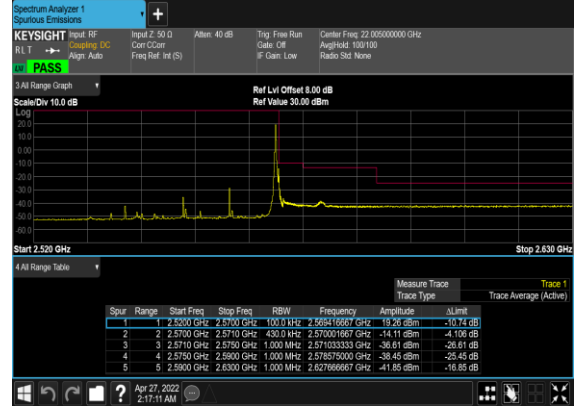 Spectrum Analyzer 1
Spurious Emissions
+
KEYSIGHT Input: RF Input Z: 50 Ω Atten: 40 dB Trig: Free Run Center Freq: 22.005000000 GHz
RLT Coupling: DC Corr CCorr Gate: Off Avg|Hold: 100/100
Align: Auto Freq Ref: Int (S) IF Gain: Low Radio Std: None
PASS
3 All Range Graph
Ref Lvl Offset 8.00 dB
Scale/Div 10.0 dB Ref Value 30.00 dBm
Log
20.0
10.0
0.00
-10.0
-20.0
-30.0
-40.0
-50.0
-60.0
Start 2.520 GHz Stop 2.630 GHz
4 All Range Table
Measure Trace Trace 1
Trace Type Trace Average (Active)
Spur Range Start Freq Stop Freq RBW Frequency Amplitude ΔLimit
1 1 2.5200 GHz 2.5700 GHz 100.0 kHz 2.569416667 GHz 19.26 dBm -10.74 dB
2 2 2.5700 GHz 2.5710 GHz 430.0 kHz 2.570001667 GHz -14.11 dBm -4.106 dB
3 3 2.5710 GHz 2.5750 GHz 1.000 MHz 2.571033333 GHz -36.61 dBm -26.61 dB
4 4 2.5750 GHz 2.5900 GHz 1.000 MHz 2.578575000 GHz -38.45 dBm -25.45 dB
5 5 2.5900 GHz 2.6300 GHz 1.000 MHz 2.627666667 GHz -41.85 dBm -16.85 dB
? Apr 27, 2022
2:17:11 AM